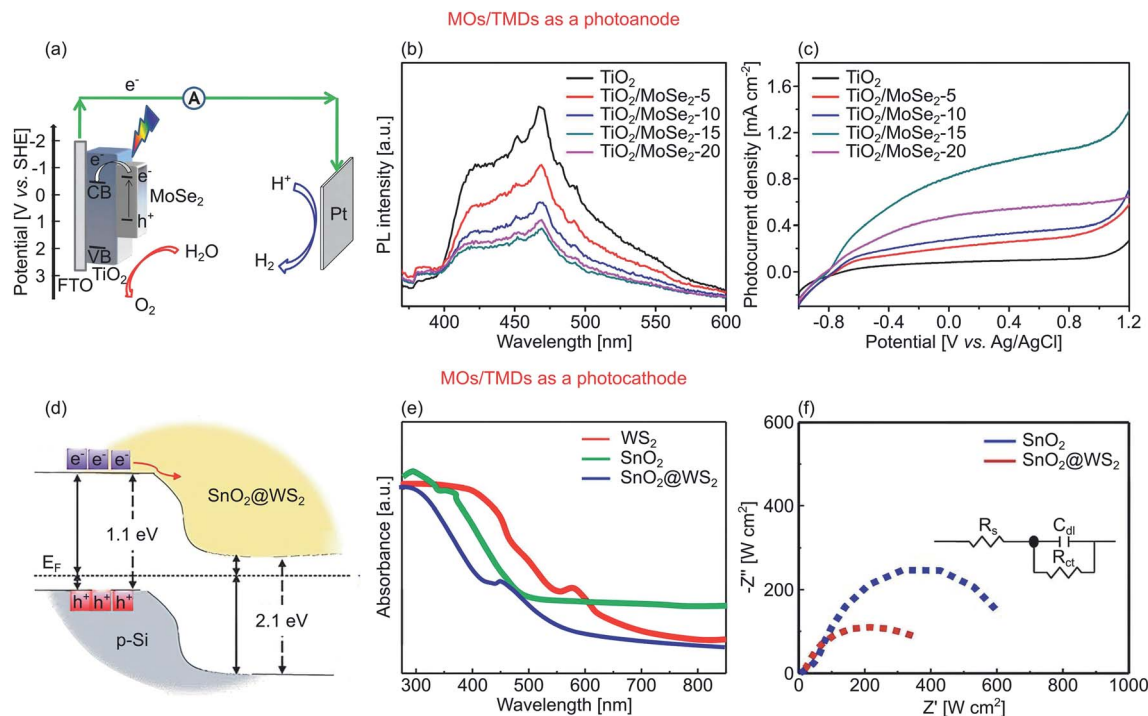 MOs/TMDs as a photoanode
(a)
e⁻
A
Potential [V vs. SHE]
-2
-1
0
1
2
3
e⁻
CB
e⁻
MoSe₂
h⁺
VB
TiO₂
FTO
H₂O
O₂
H⁺
H₂
Pt
(b)
PL intensity [a.u.]
TiO₂
TiO₂/MoSe₂-5
TiO₂/MoSe₂-10
TiO₂/MoSe₂-15
TiO₂/MoSe₂-20
400 450 500 550 600
Wavelength [nm]
(c)
Photocurrent density [mA cm⁻²]
1.6
1.2
0.8
0.4
0.0
TiO₂
TiO₂/MoSe₂-5
TiO₂/MoSe₂-10
TiO₂/MoSe₂-15
TiO₂/MoSe₂-20
-0.8 -0.4 0.0 0.4 0.8 1.2
Potential [V vs. Ag/AgCl]
MOs/TMDs as a photocathode
(d)
e⁻ e⁻ e⁻
SnO₂@WS₂
1.1 eV
E_F
h⁺ h⁺ h⁺
p-Si
2.1 eV
(e)
Absorbance [a.u.]
WS₂
SnO₂
SnO₂@WS₂
300 400 500 600 700 800
Wavelength [nm]
(f)
-Z" [W cm²]
600
500
400
300
200
100
0
SnO₂
SnO₂@WS₂
R_s
C_dl
R_ct
0 200 400 600 800 1000
Z' [W cm²]